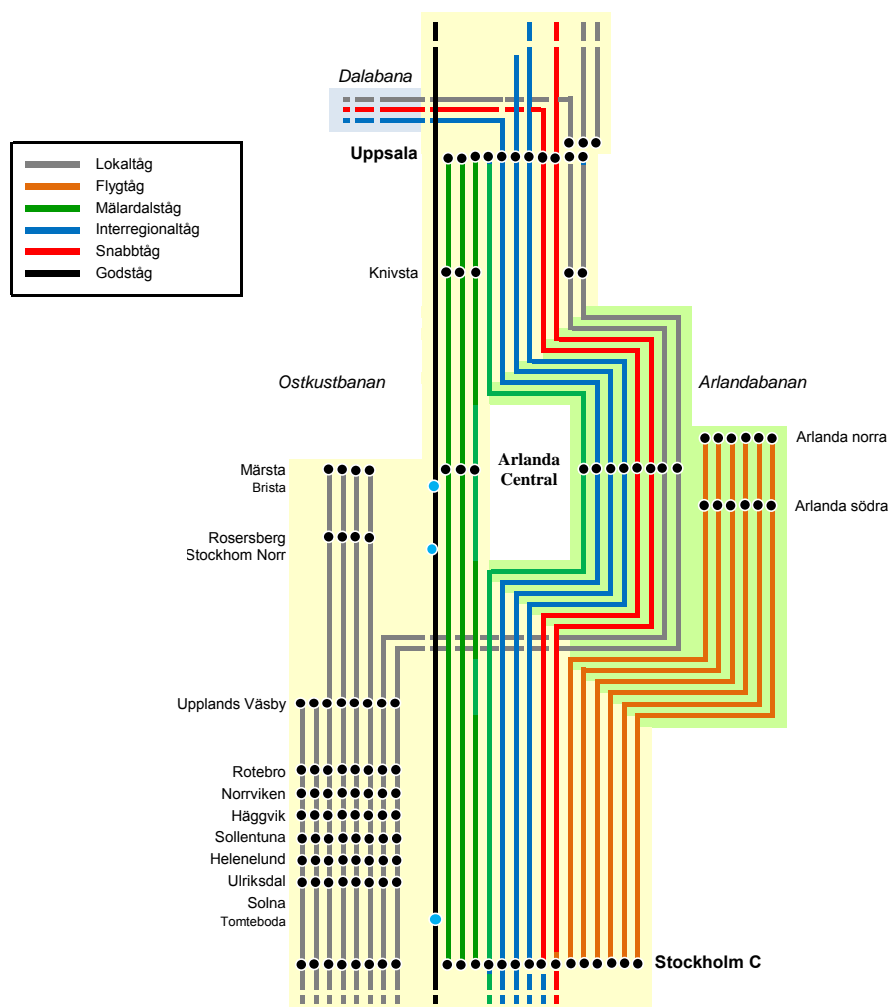 Dalabana
Uppsala
Lokaltåg
Flygtåg
Mälardalståg
Interregionaltåg
Snabbtåg
Godståg
Knivsta
Ostkustbanan
Arlandabanan
Arlanda norra
Märsta
Arlanda
Central
Brista
Arlanda södra
Rosersberg
Stockhom Norr
Upplands Väsby
Rotebro
Norrviken
Häggvik
Sollentuna
Helenelund
Ulriksdal
Solna
Tomteboda
Stockholm C